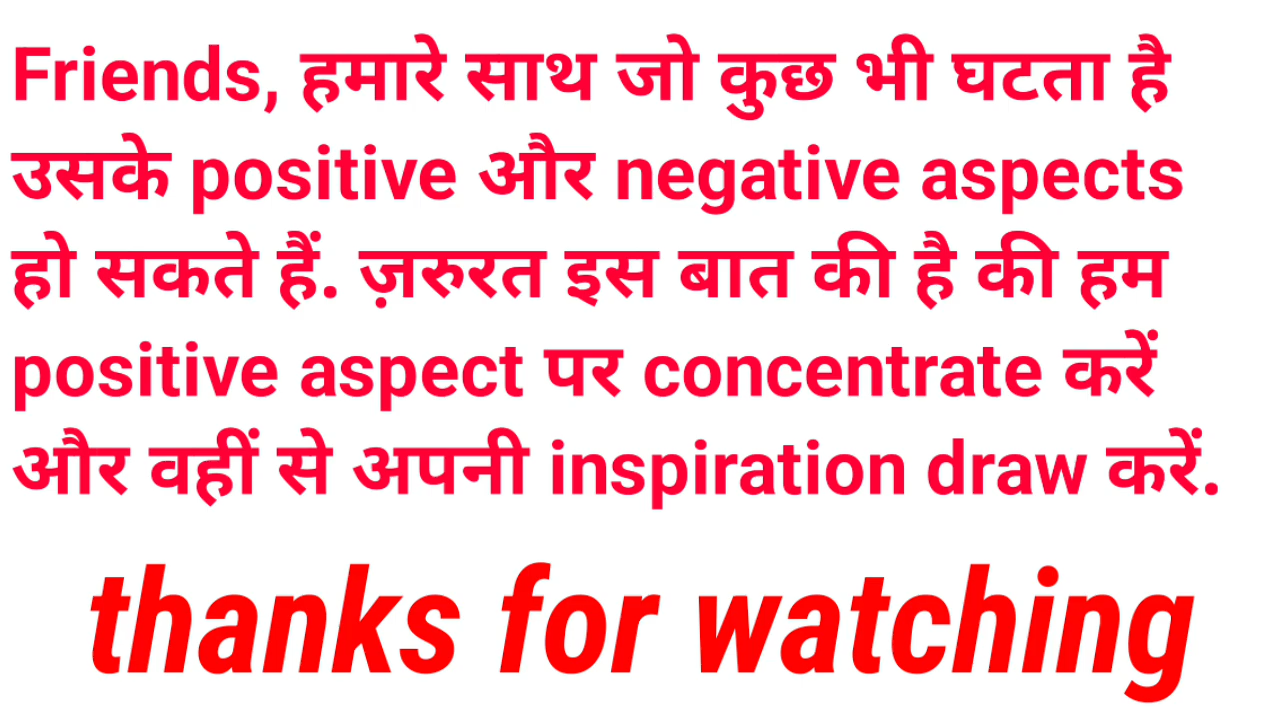 Friends, हमारे साथ जो कुछ भी घटता है
उसके positive और negative aspects
हो सकते हैं. ज़रुरत इस बात की है की हम
positive aspect पर concentrate करें
और वहीं से अपनी inspiration draw करें.
thanks for watching